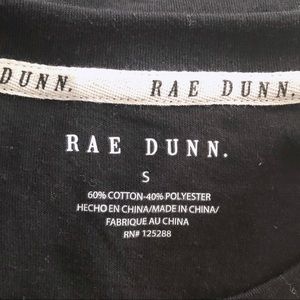 DUNN. RAE DUNN.
RAE DUNN.
S
60% COTTON-40% POLYESTER
HECHO EN CHINA/MADE IN CHINA/
FABRIQUE AU CHINA
RN# 125288